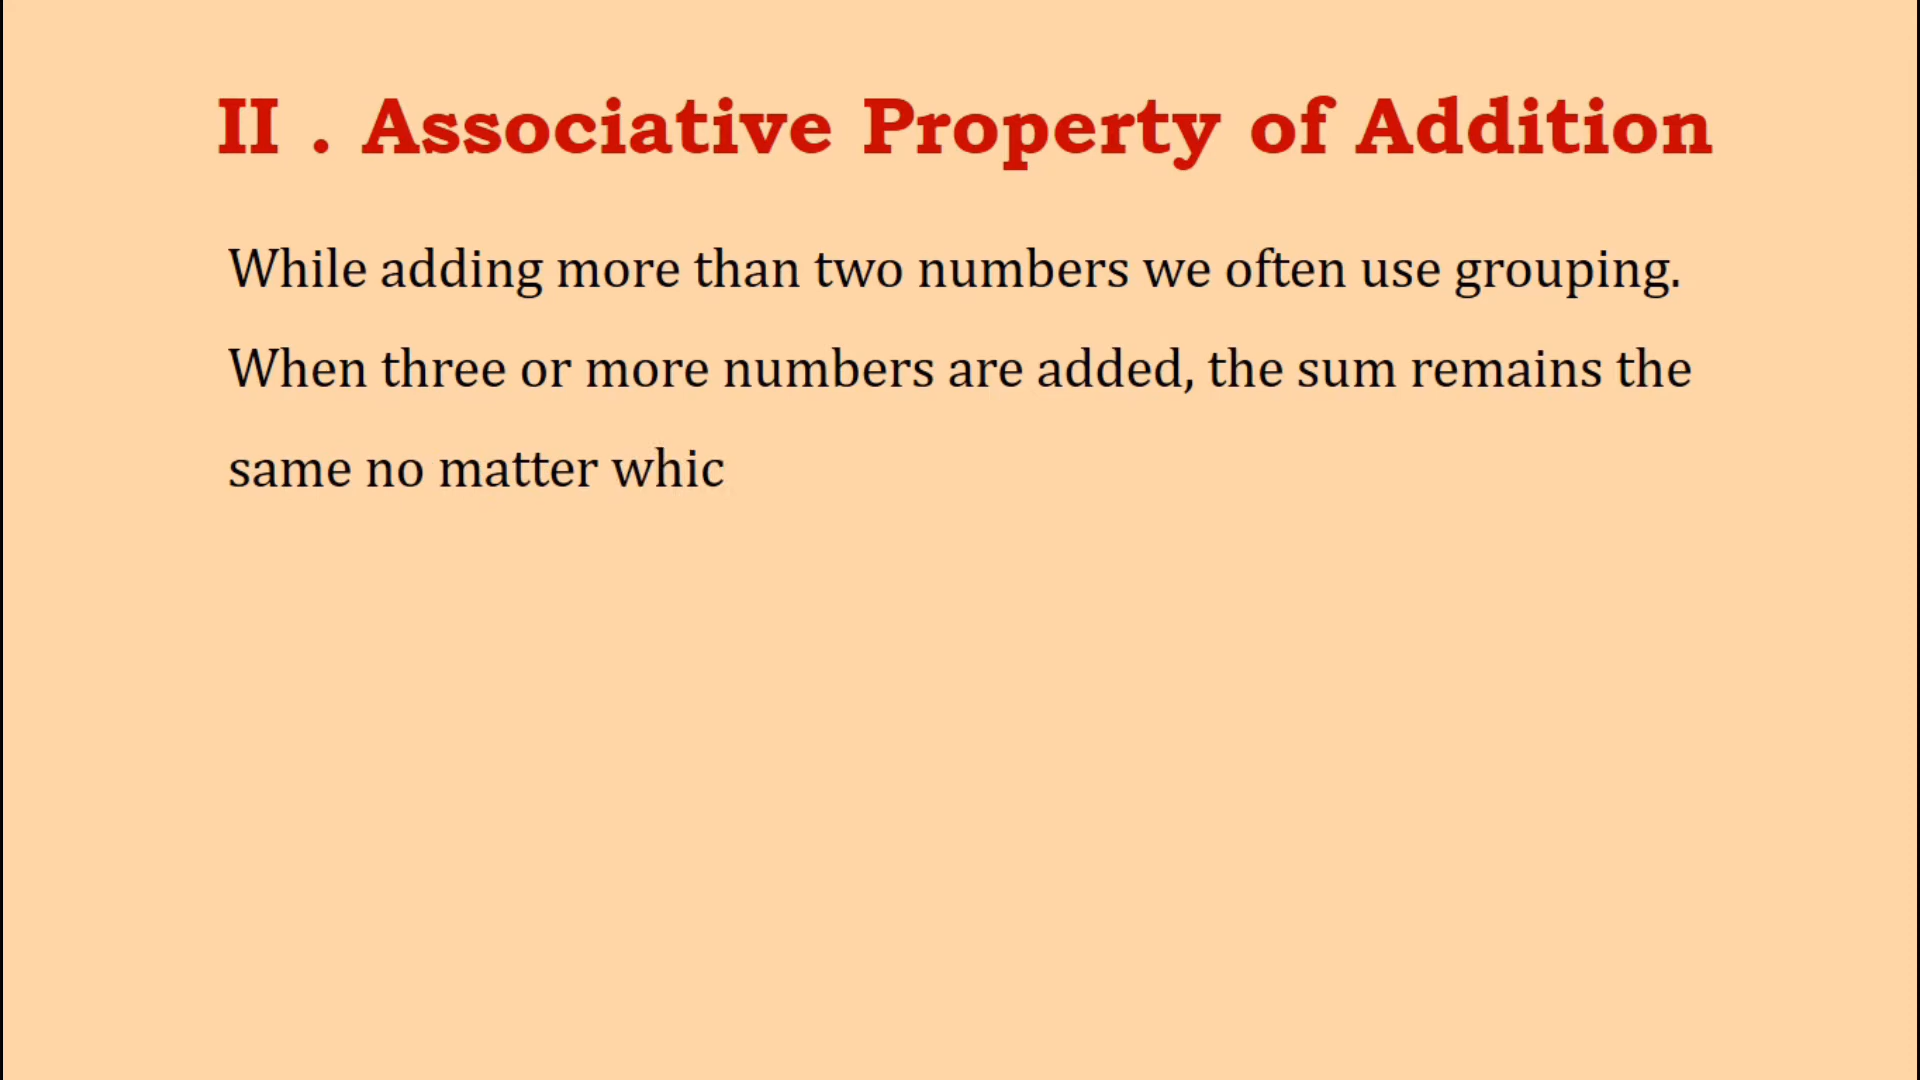 II . Associative Property of Addition
While adding more than two numbers we often use grouping.
When three or more numbers are added, the sum remains the
same no matter whic